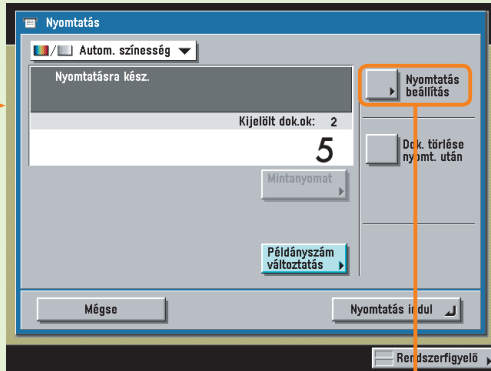 Nyomtatás
Autom. színesség
Nyomtatásra kész.
Kijelölt dok.ok: 2
5
Mintanyomat
Példányszám
változtatás
Nyomtatás
beállítás
Dok. törlése
nyomt. után
Mégse
Nyomtatás indul
Rendszerfigyelő